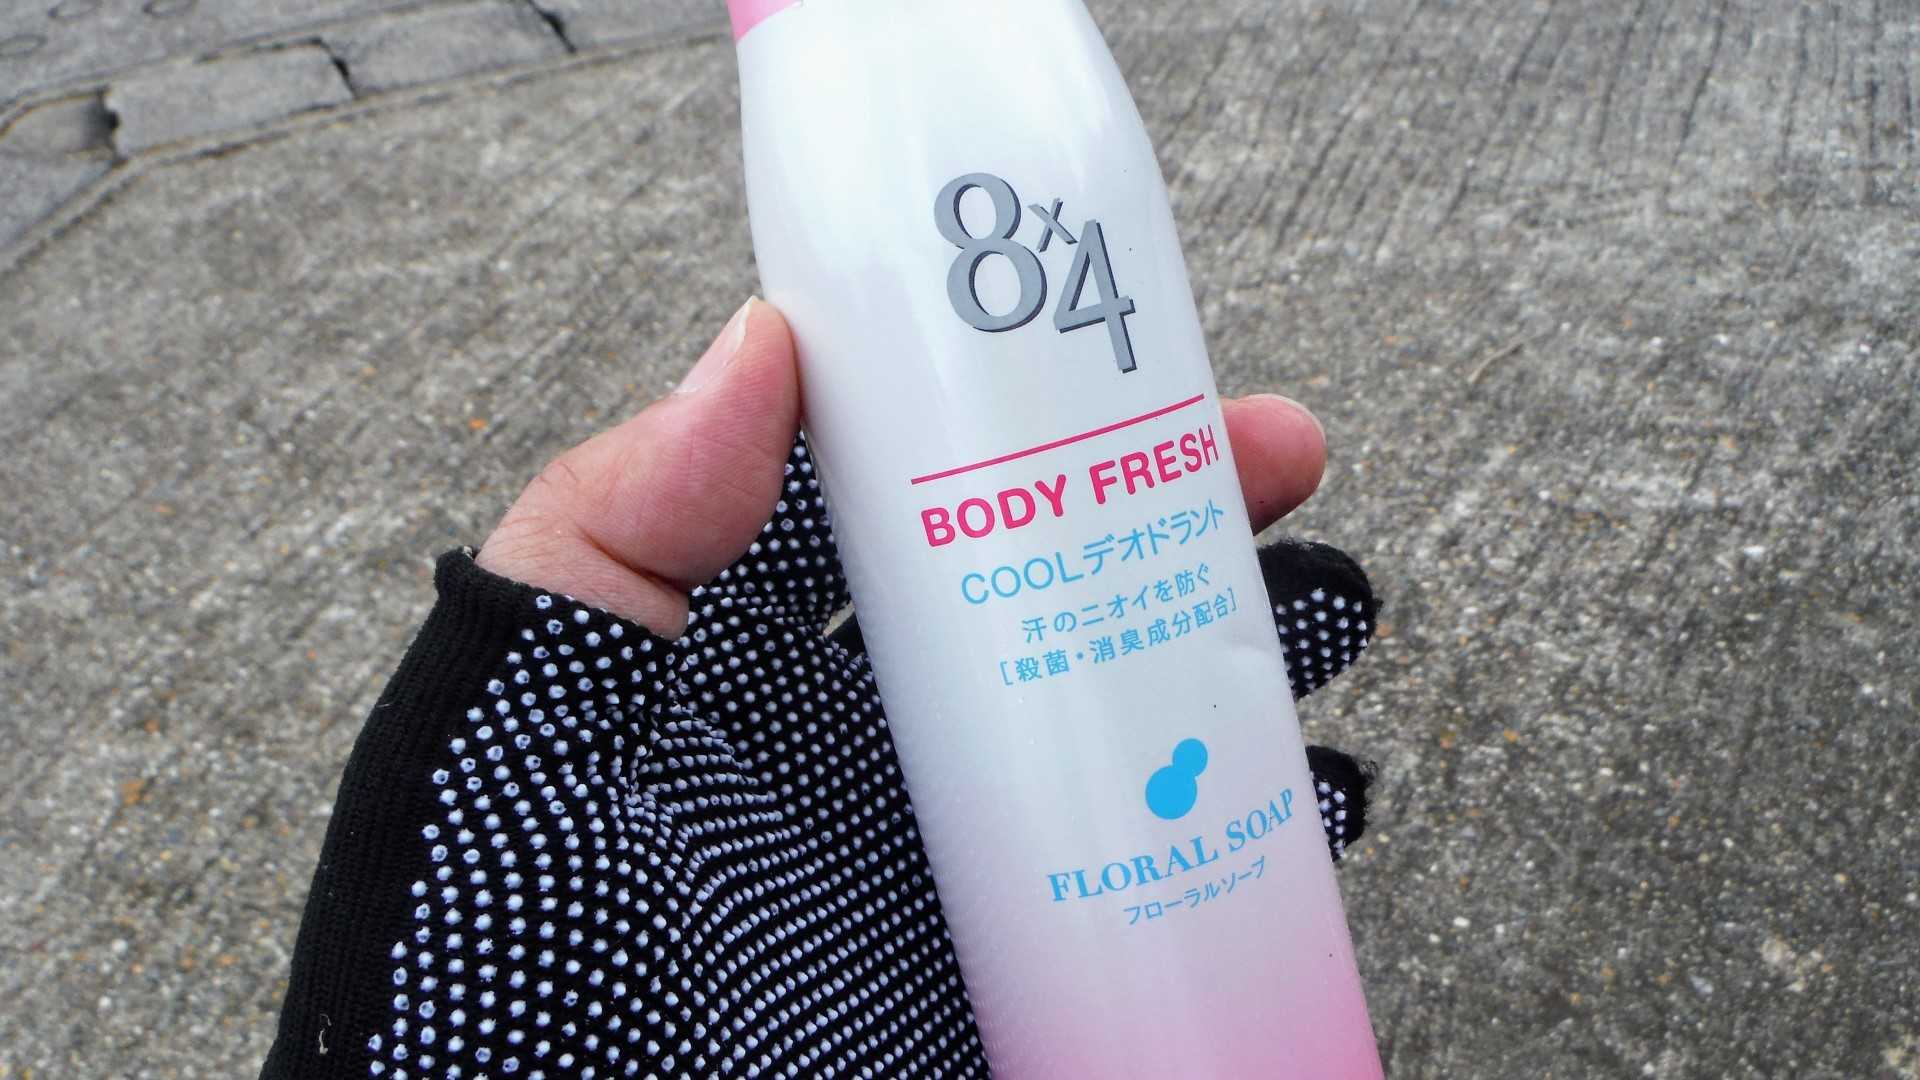 8x4
BODY FRESH
COOLデオドラント
汗のニオイを防ぐ
[殺菌・消臭成分配合]
FLORAL SOAP
フローラルソープ